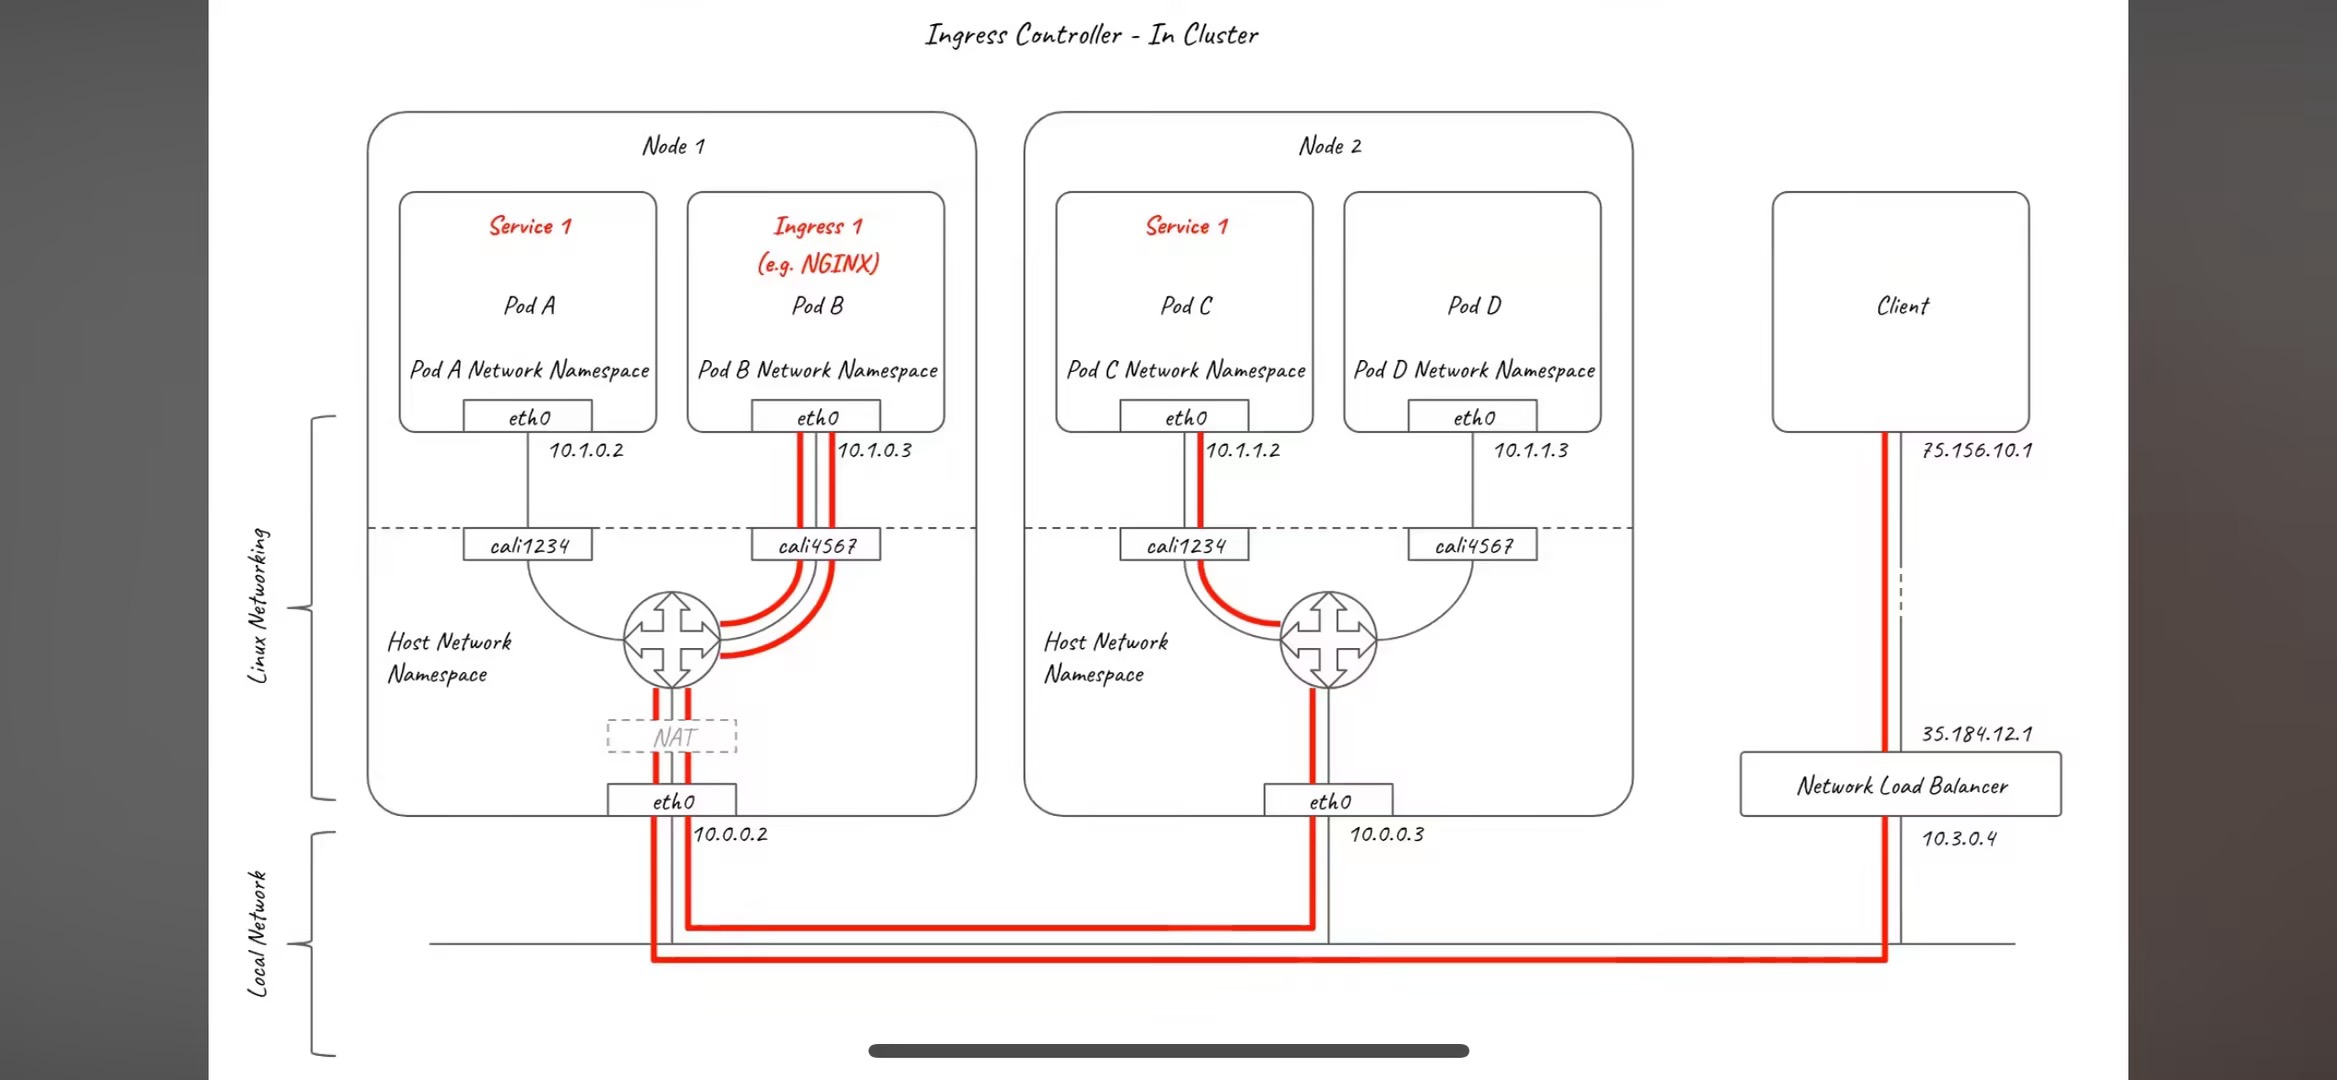 Ingress Controller - In Cluster
Node 1
Node 2
Service 1
Ingress 1
(e.g. NGINX)
Service 1
Pod A
Pod B
Pod C
Pod D
Client
Pod A Network Namespace
Pod B Network Namespace
Pod C Network Namespace
Pod D Network Namespace
eth0
eth0
eth0
eth0
10.1.0.2
10.1.0.3
10.1.1.2
10.1.1.3
75.156.10.1
cali1234
cali4567
cali1234
cali4567
Linux Networking
Host Network
Namespace
Host Network
Namespace
NAT
35.184.12.1
Network Load Balancer
eth0
eth0
10.0.0.2
10.0.0.3
10.3.0.4
Local Network